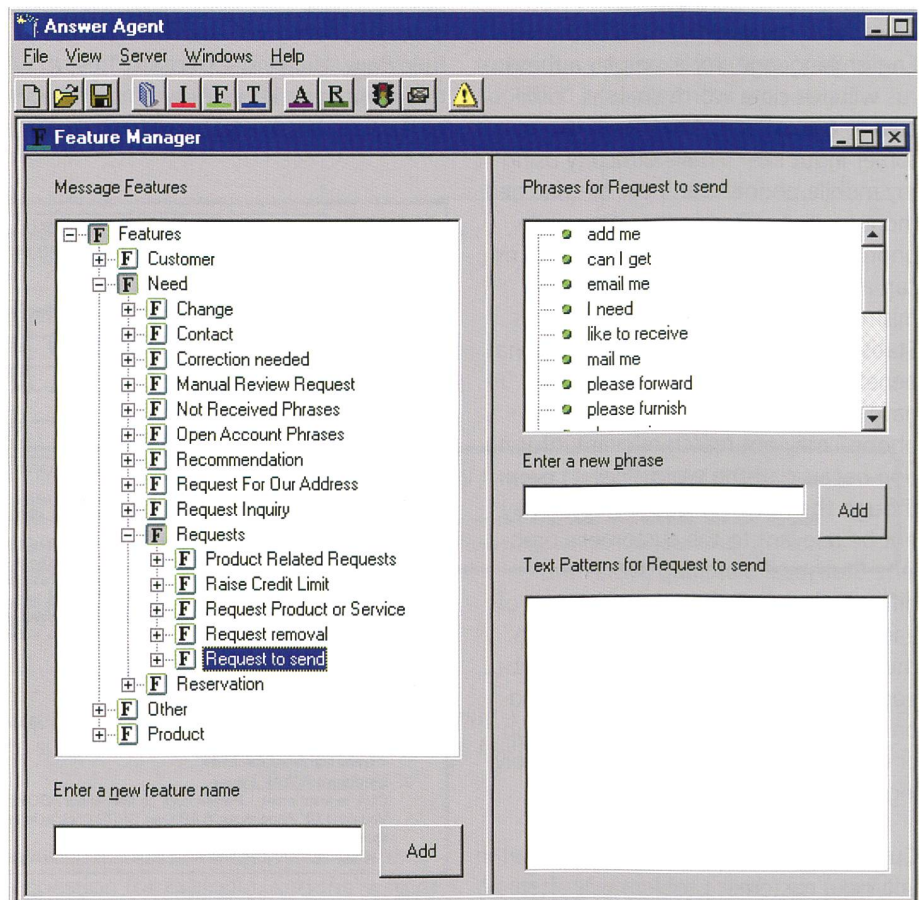 Answer Agent
File View Server Windows Help
I F T A R
F Feature Manager
Message Features
F Features
F Customer
F Need
F Change
F Contact
F Correction needed
F Manual Review Request
F Not Received Phrases
F Open Account Phrases
F Recommendation
F Request For Our Address
F Request Inquiry
F Requests
F Product Related Requests
F Raise Credit Limit
F Request Product or Service
F Request removal
F Request to send
F Reservation
F Other
F Product
Enter a new feature name
Add
Phrases for Request to send
add me
can I get
email me
I need
like to receive
mail me
please forward
please furnish
Enter a new phrase
Add
Text Patterns for Request to send